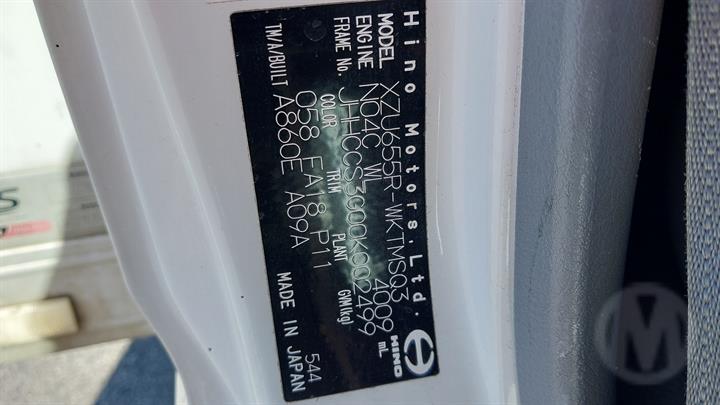 Hino Motors, Ltd.
MODEL XZU655R-WKTMSQ3
ENGINE N04C W 4009 mL
FRAME No. JHHCCS3G00K002499
COLOR TRIM PLANT GVM(kg)
058 FA18 P11
TM/A/BUILT A860E A09A
544
MADE IN JAPAN
HINO
S
M